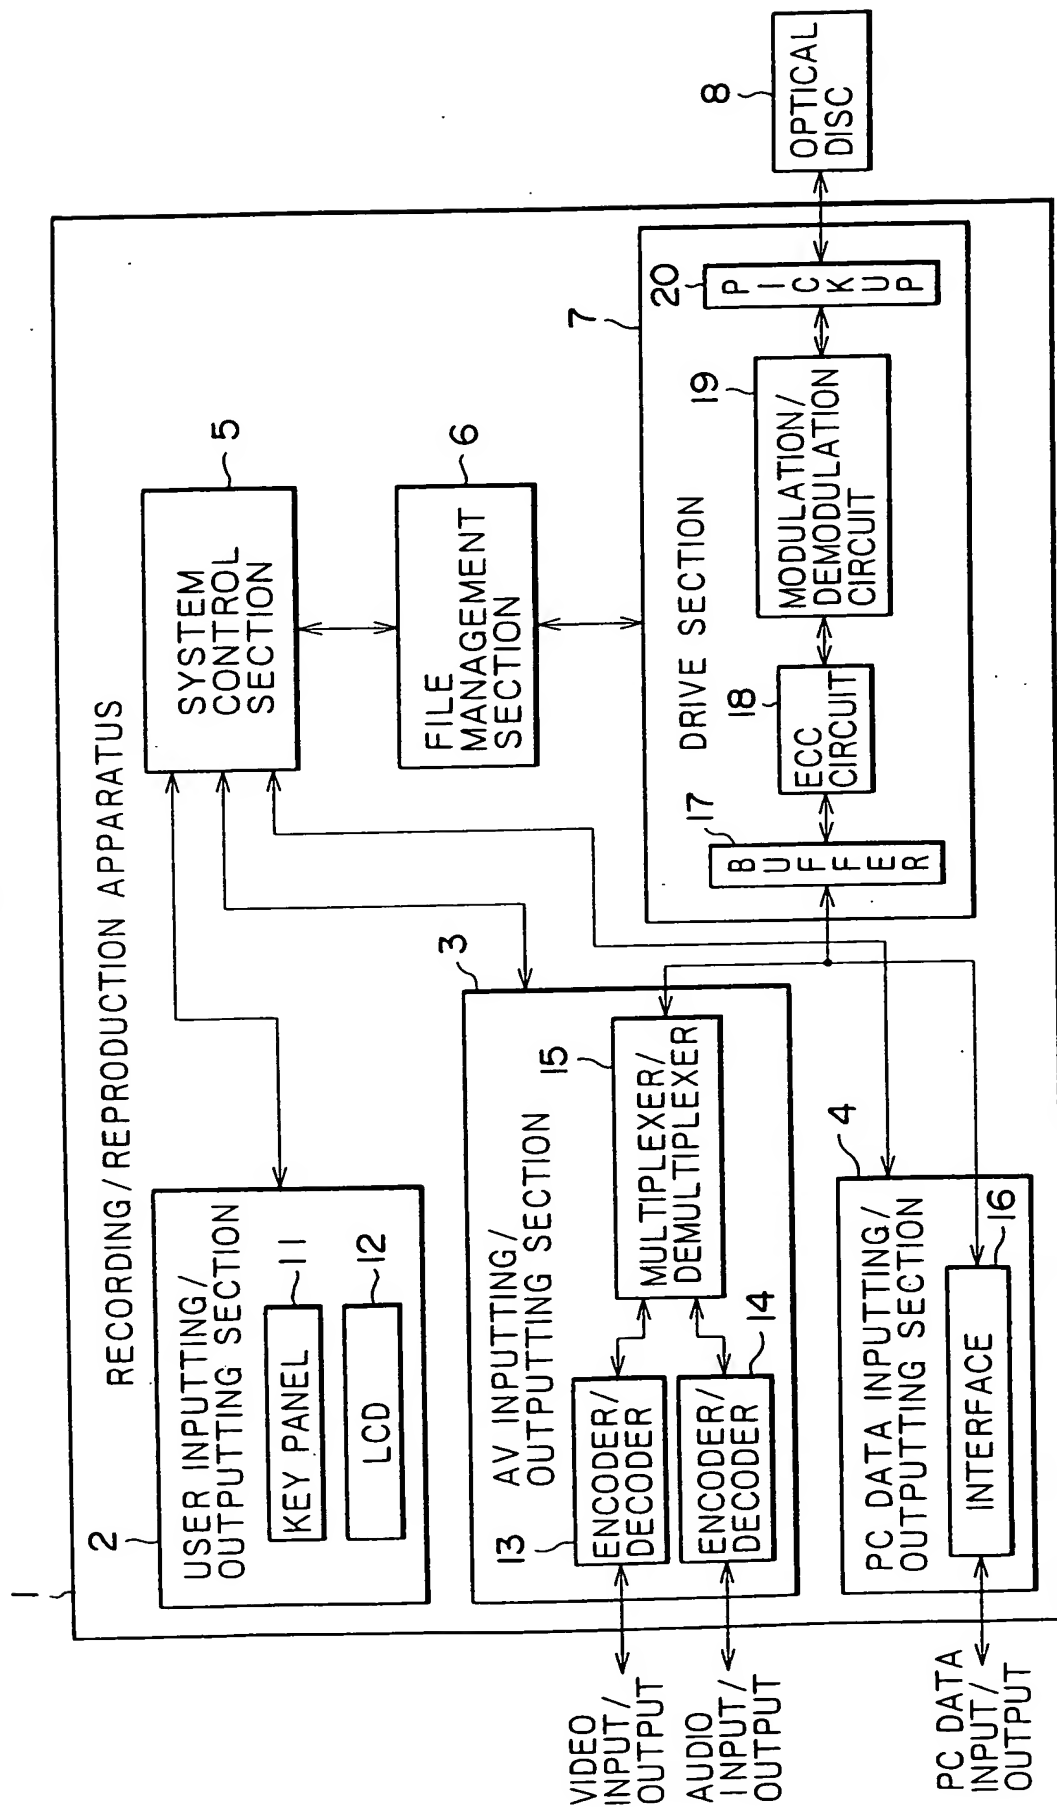 1
RECORDING/REPRODUCTION APPARATUS
2
USER INPUTTING/
OUTPUTTING SECTION
KEY PANEL
11
LCD
12
SYSTEM
CONTROL
SECTION
5
FILE
MANAGEMENT
SECTION
6
3
AV INPUTTING/
OUTPUTTING SECTION
13
ENCODER/
DECODER
ENCODER/
DECODER
14
MULTIPLEXER/
DEMULTIPLEXER
15
VIDEO
INPUT/
OUTPUT
AUDIO
INPUT/
OUTPUT
4
PC DATA INPUTTING/
OUTPUTTING SECTION
INTERFACE
16
PC DATA
INPUT/
OUTPUT
7
DRIVE SECTION
17
BUFFER
18
ECC
CIRCUIT
19
MODULATION/
DEMODULATION
CIRCUIT
20
PICKUP
8
OPTICAL
DISC